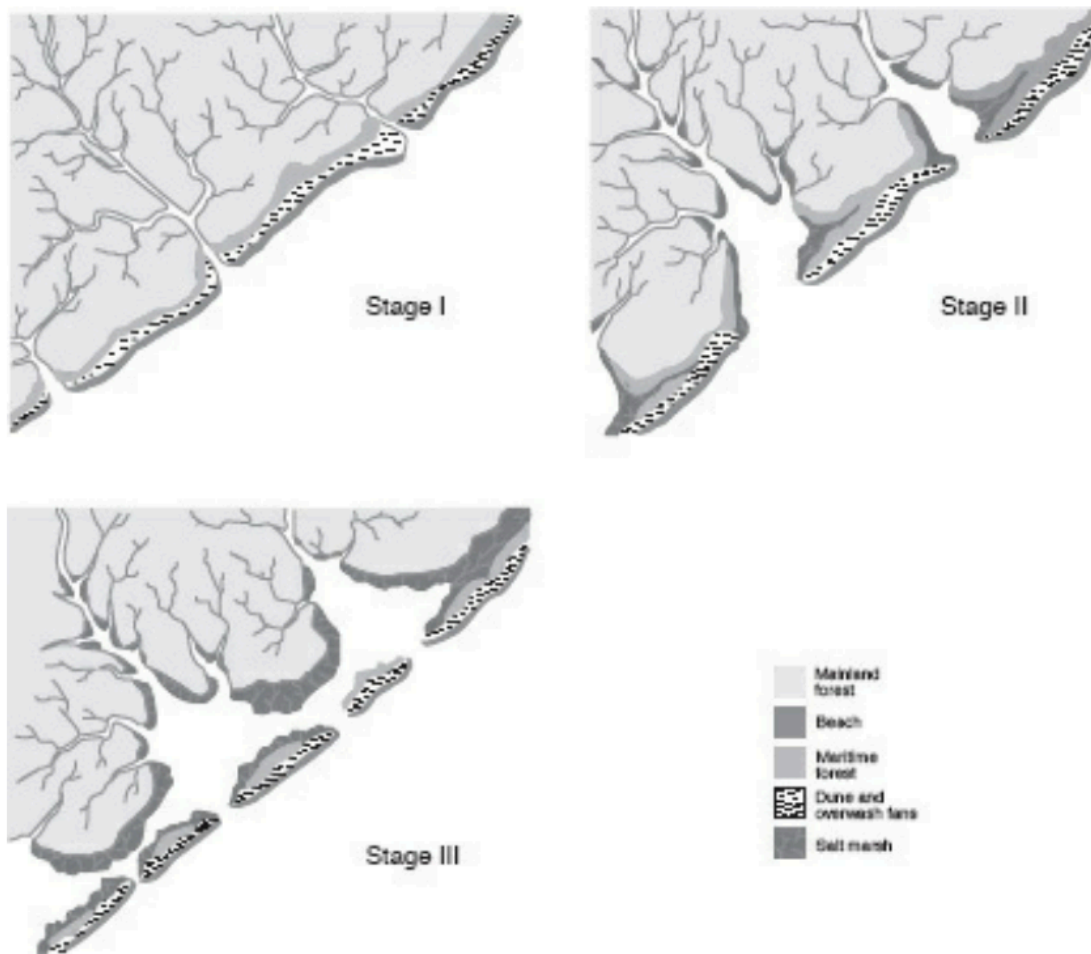 Stage I
Stage II
Stage III
Mainland
forest
Beach
Maritime
forest
Dune and
overwash fans
Salt marsh